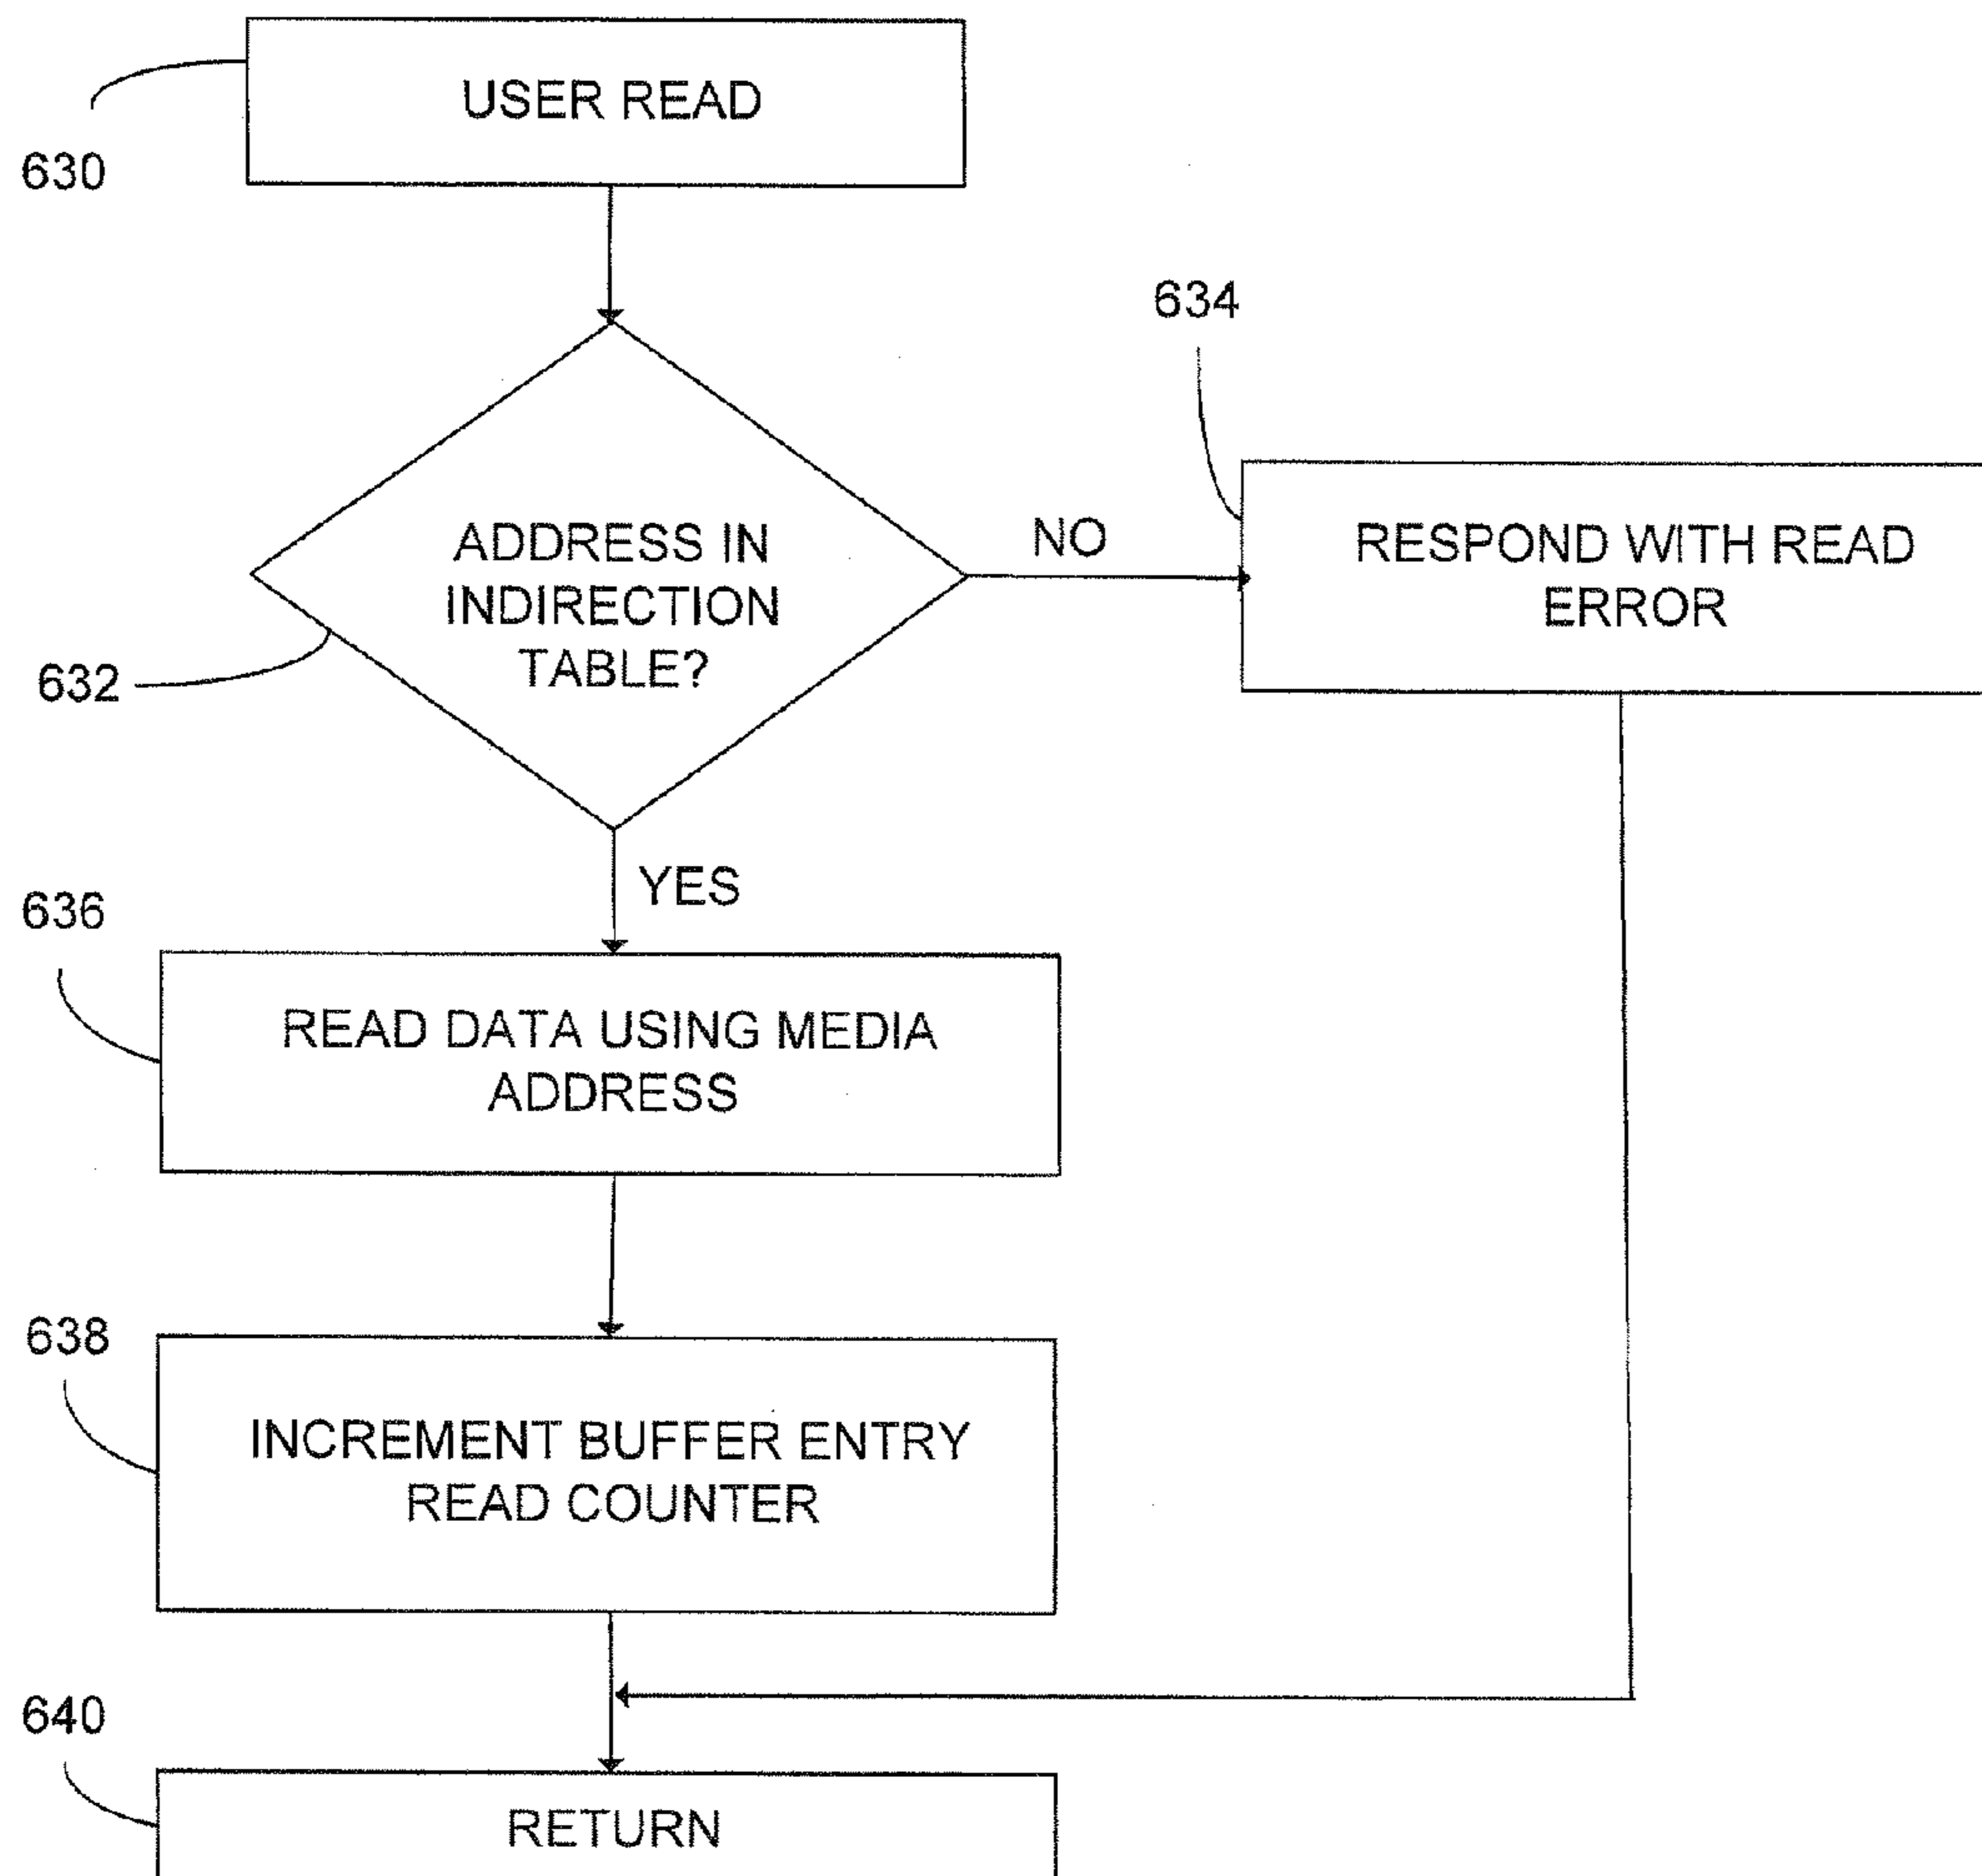 USER READ
630
634
ADDRESS IN
INDIRECTION
TABLE?
NO
RESPOND WITH READ
ERROR
632
YES
636
READ DATA USING MEDIA
ADDRESS
638
INCREMENT BUFFER ENTRY
READ COUNTER
640
RETURN